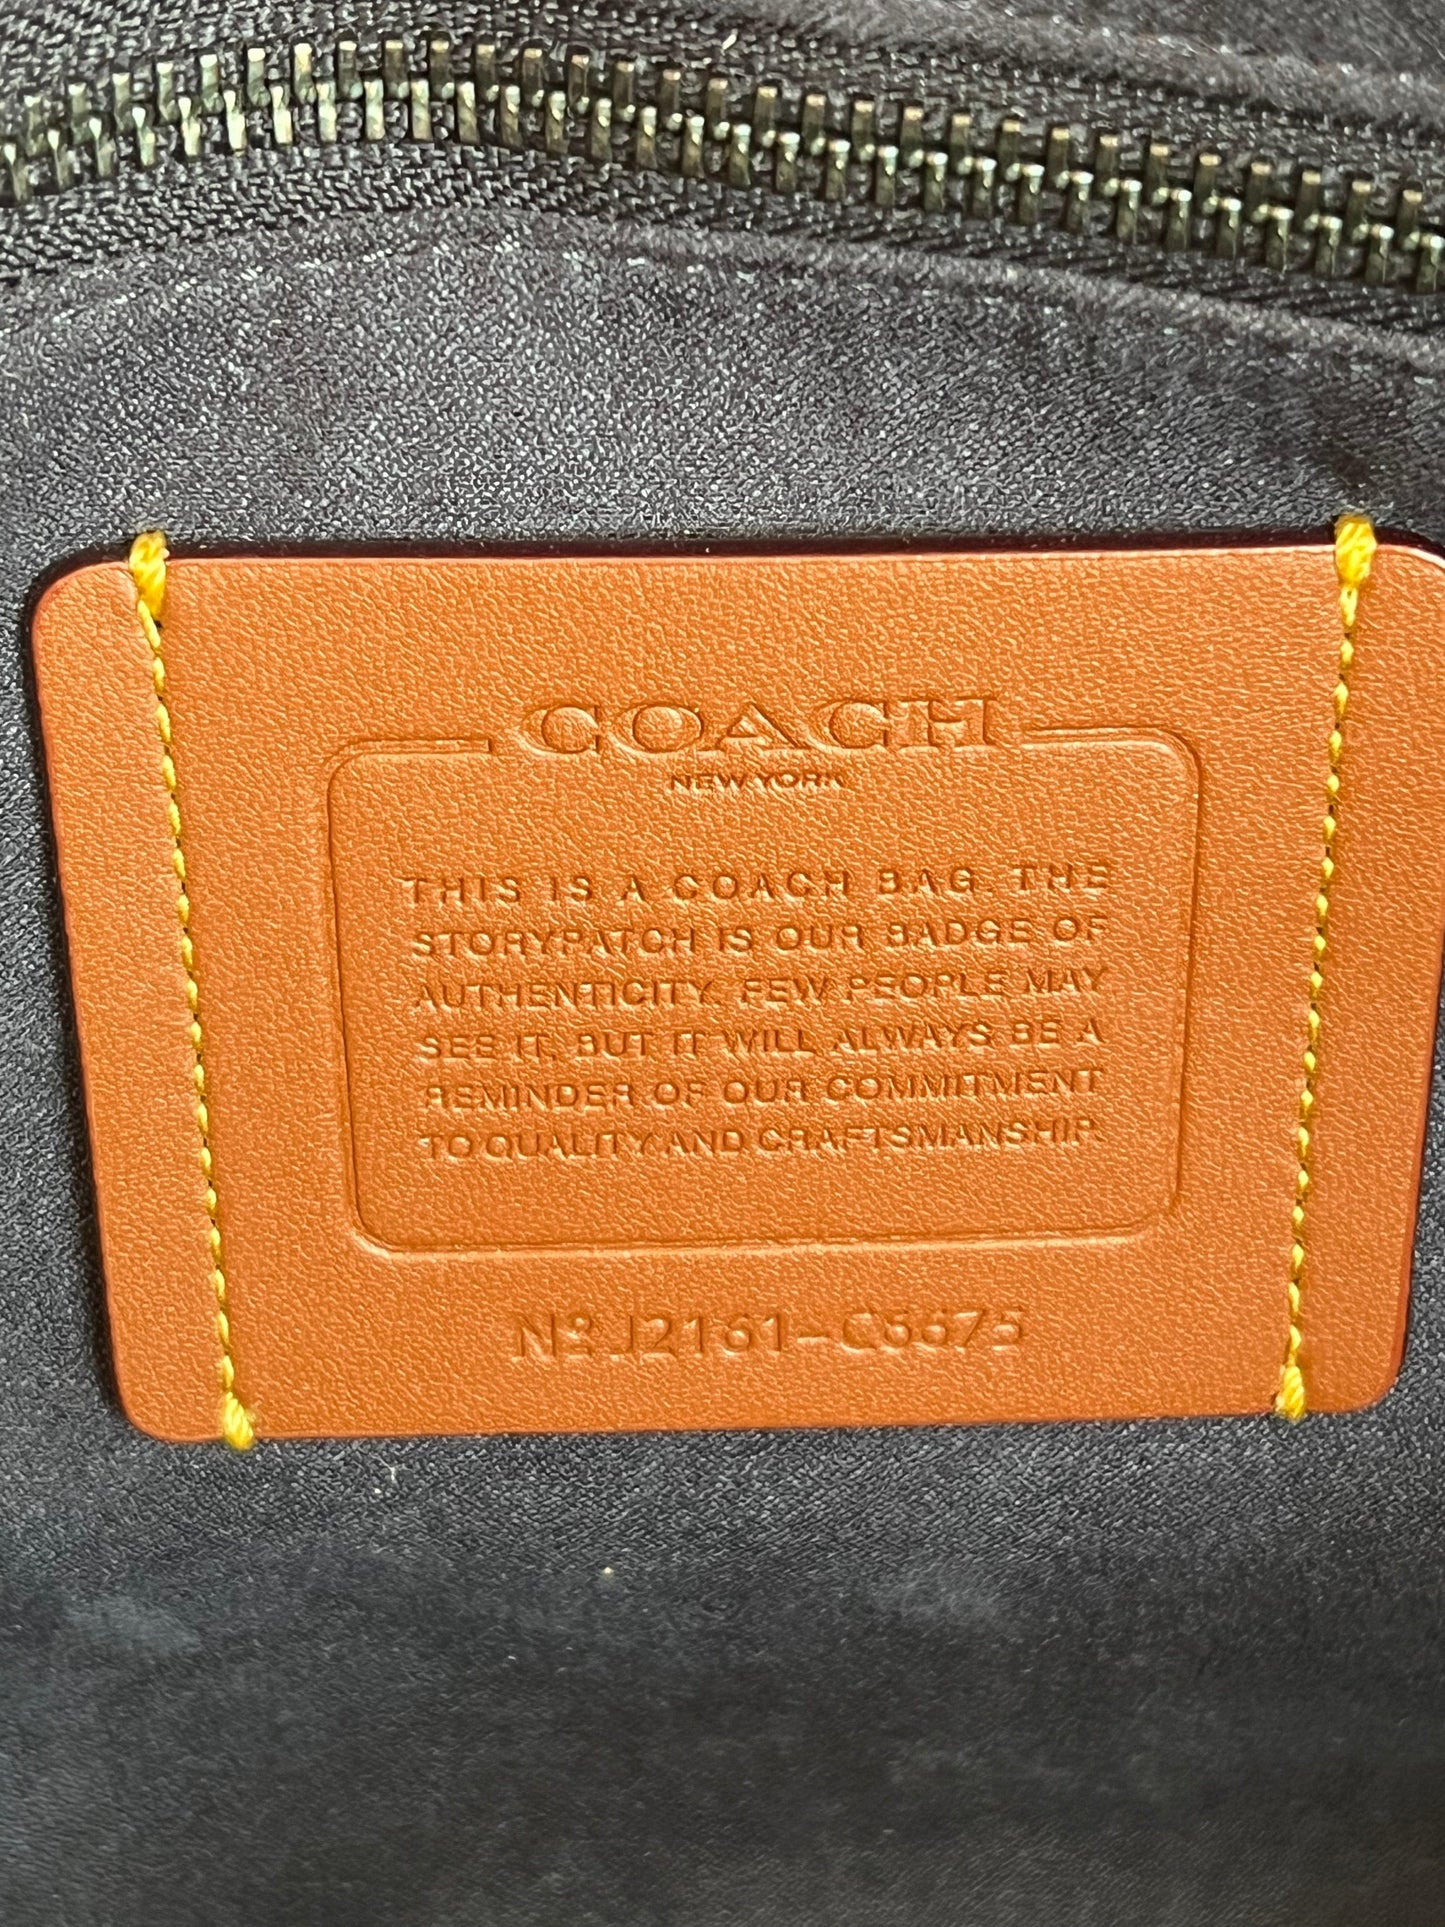 COACH
NEW YORK
THIS IS A COACH BAG. THE
STORYPATCH IS OUR BADGE OF
AUTHENTICITY. FEW PEOPLE MAY
SEE IT, BUT IT WILL ALWAYS BE A
REMINDER OF OUR COMMITMENT
TO QUALITY AND CRAFTSMANSHIP.
Nº J2161-C6675